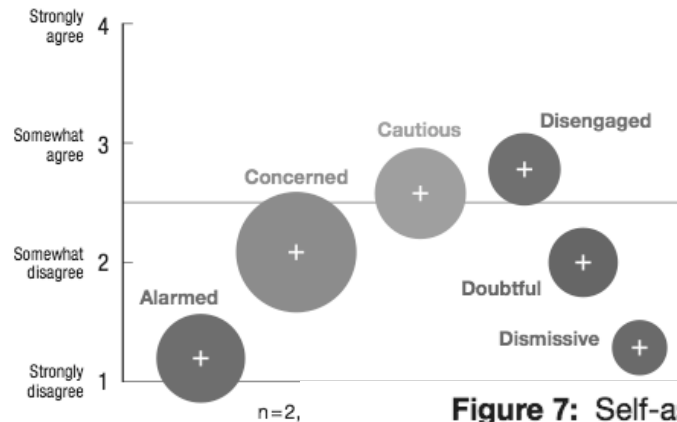 Strongly
agree
4
Somewhat
agree
3
Somewhat
disagree
2
Strongly
disagree
1
Alarmed
Concerned
Cautious
Disengaged
Doubtful
Dismissive
n=2,
Figure 7: Self-as